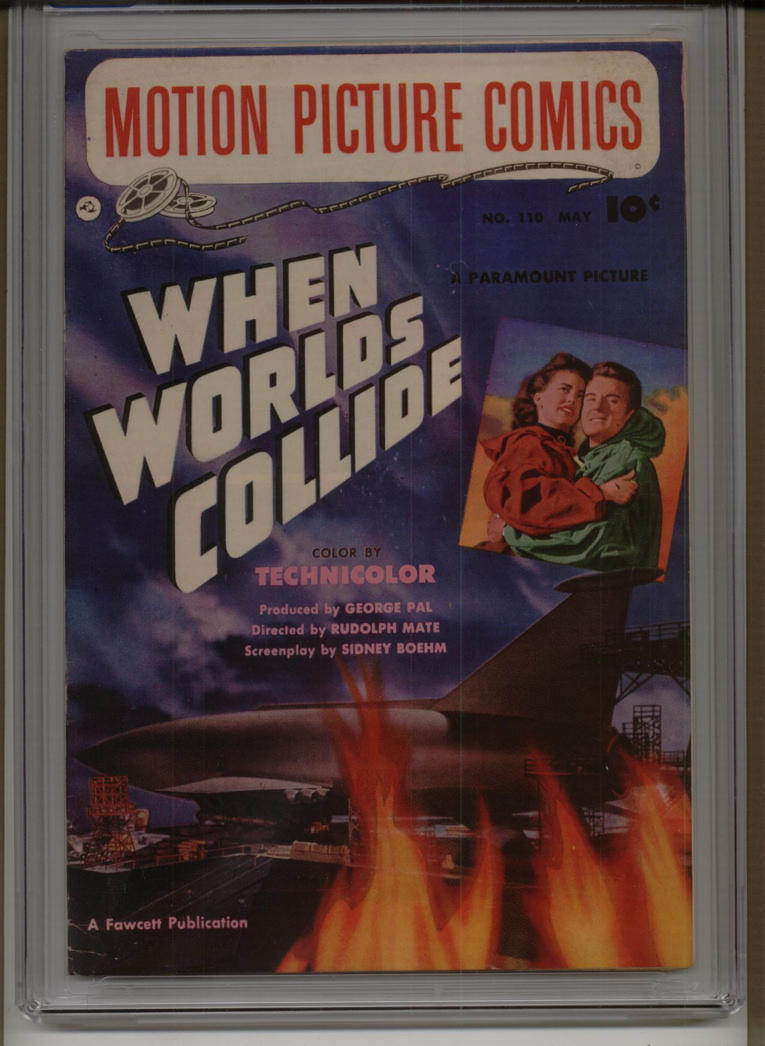 MOTION PICTURE COMICS
NO. 110 MAY 10¢
A PARAMOUNT PICTURE
WHEN
WORLDS
COLLIDE
COLOR BY
TECHNICOLOR
Produced by GEORGE PAL
Directed by RUDOLPH MATE
Screenplay by SIDNEY BOEHM
A Fawcett Publication